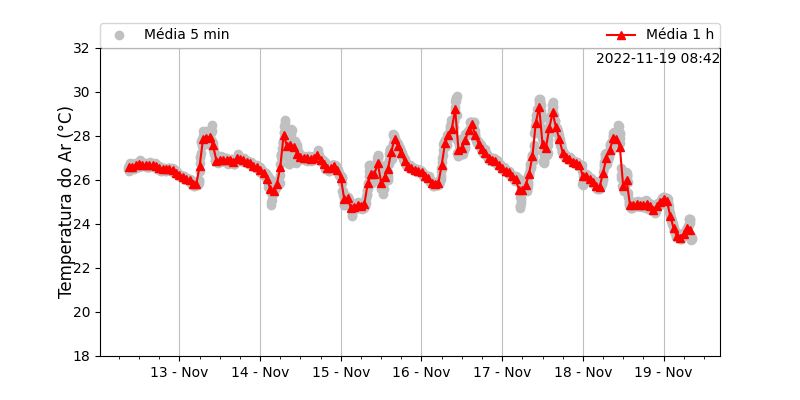 Média 5 min
Média 1 h
2022-11-19 08:42
Temperatura do Ar (°C)
32
30
28
26
24
22
20
18
13 - Nov
14 - Nov
15 - Nov
16 - Nov
17 - Nov
18 - Nov
19 - Nov